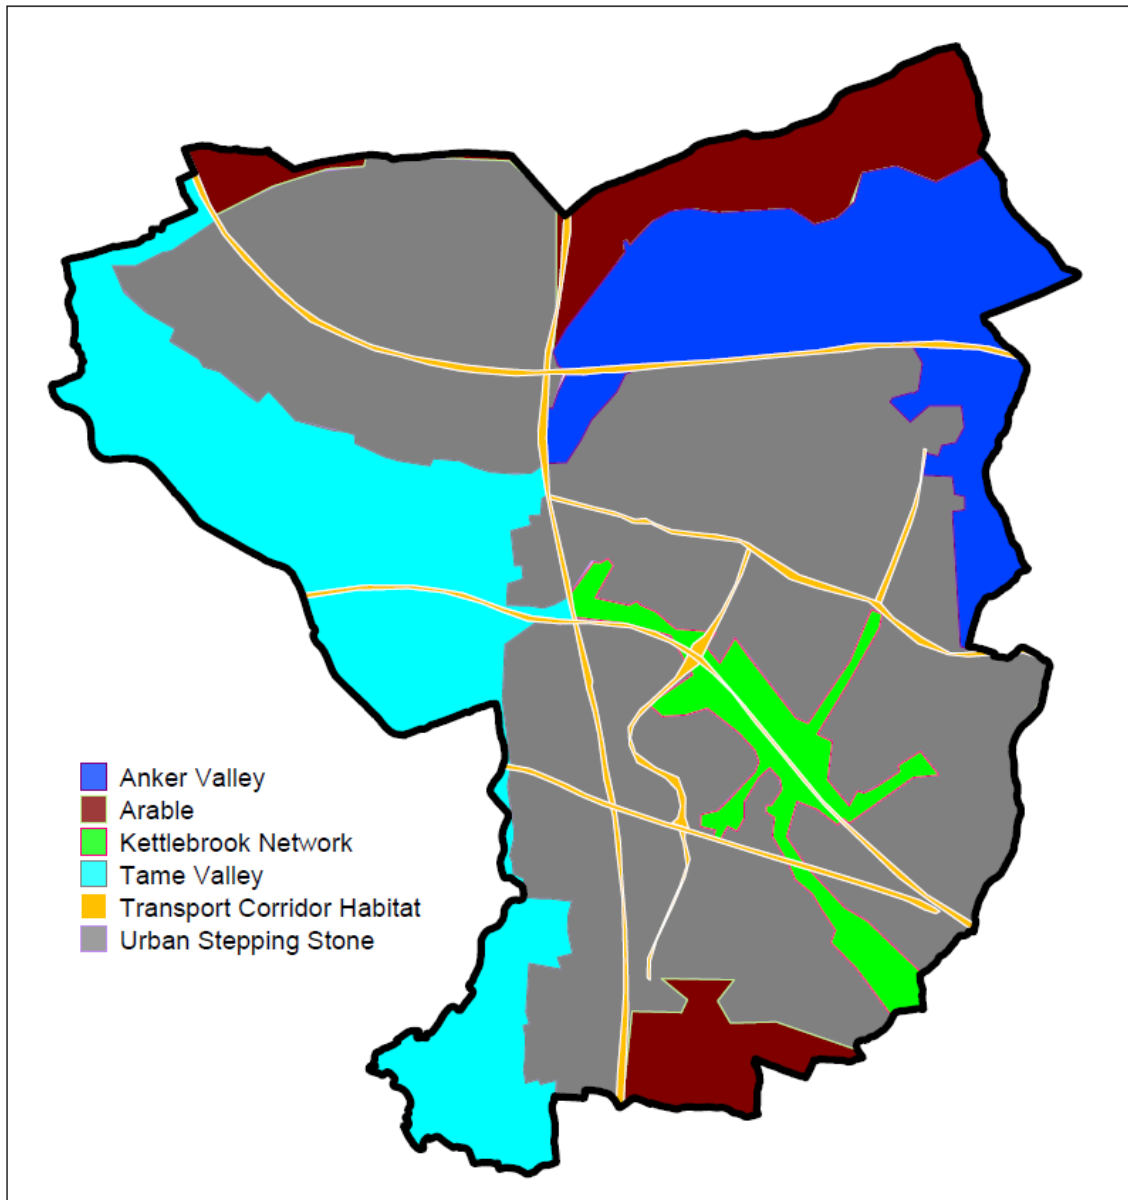 Anker Valley
Arable
Kettlebrook Network
Tame Valley
Transport Corridor Habitat
Urban Stepping Stone